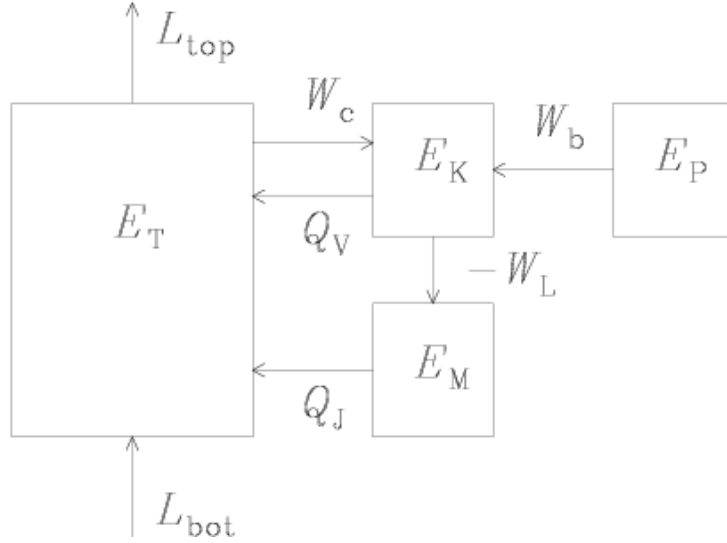 L_top
W_c
W_b
E_K
E_P
E_T
Q_V
−W_L
E_M
Q_J
L_bot